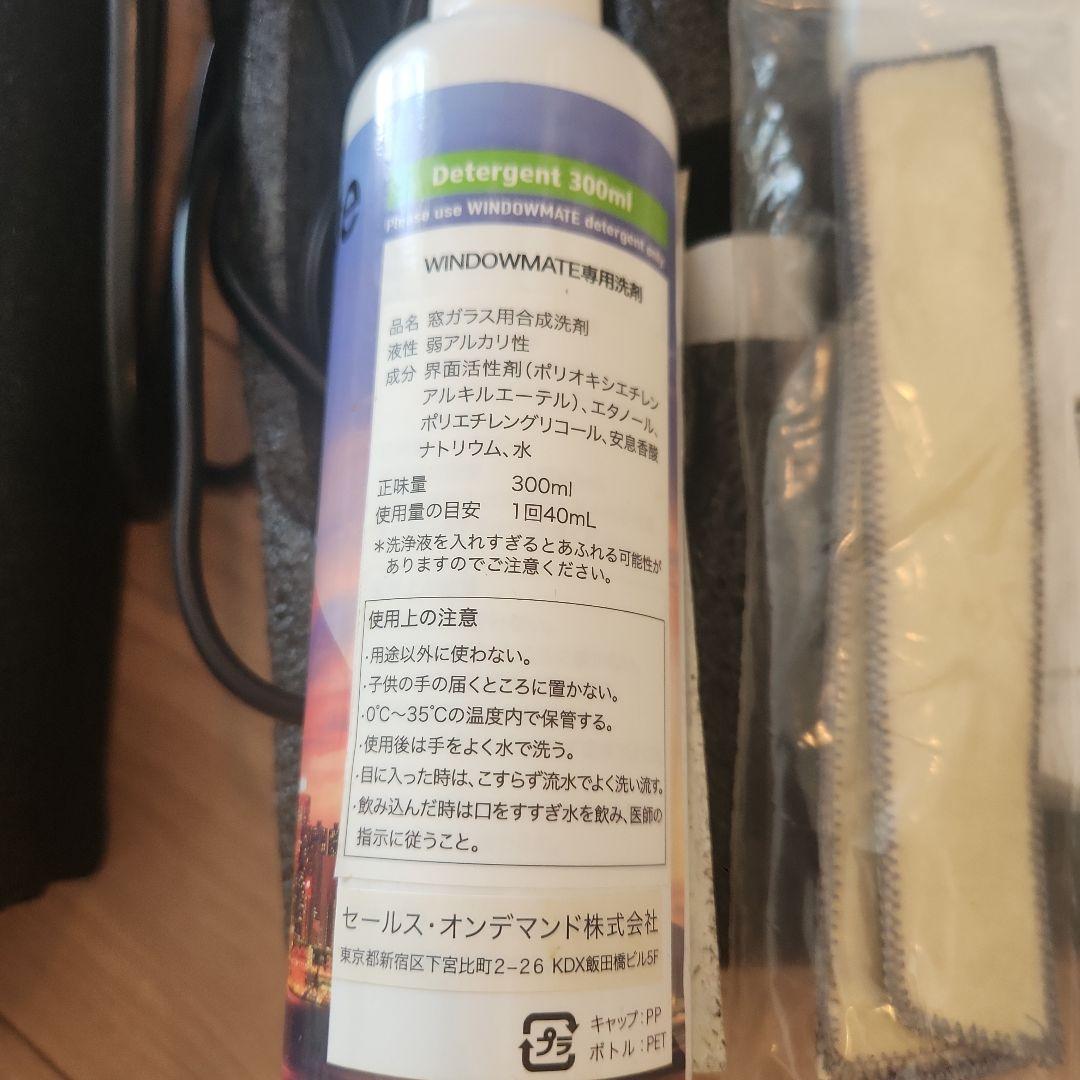 e
Detergent 300ml
Please use WINDOWMATE detergent only
WINDOWMATE専用洗剤
品名 窓ガラス用合成洗剤
液性 弱アルカリ性
成分 界面活性剤(ポリオキシエチレン
アルキルエーテル)、エタノール、
ポリエチレングリコール、安息香酸
ナトリウム、水
正味量 300ml
使用量の目安 1回40mL
*洗浄液を入れすぎるとあふれる可能性が
ありますのでご注意ください。
使用上の注意
・用途以外に使わない。
・子供の手の届くところに置かない。
・0℃〜35℃の温度内で保管する。
・使用後は手をよく水で洗う。
・目に入った時は、こすらず流水でよく洗い流す。
・飲み込んだ時は口をすすぎ水を飲み、医師の
指示に従うこと。
セールス・オンデマンド株式会社
東京都新宿区下宮比町2-26 KDX飯田橋ビル5F
プラ
キャップ:PP
ボトル:PET